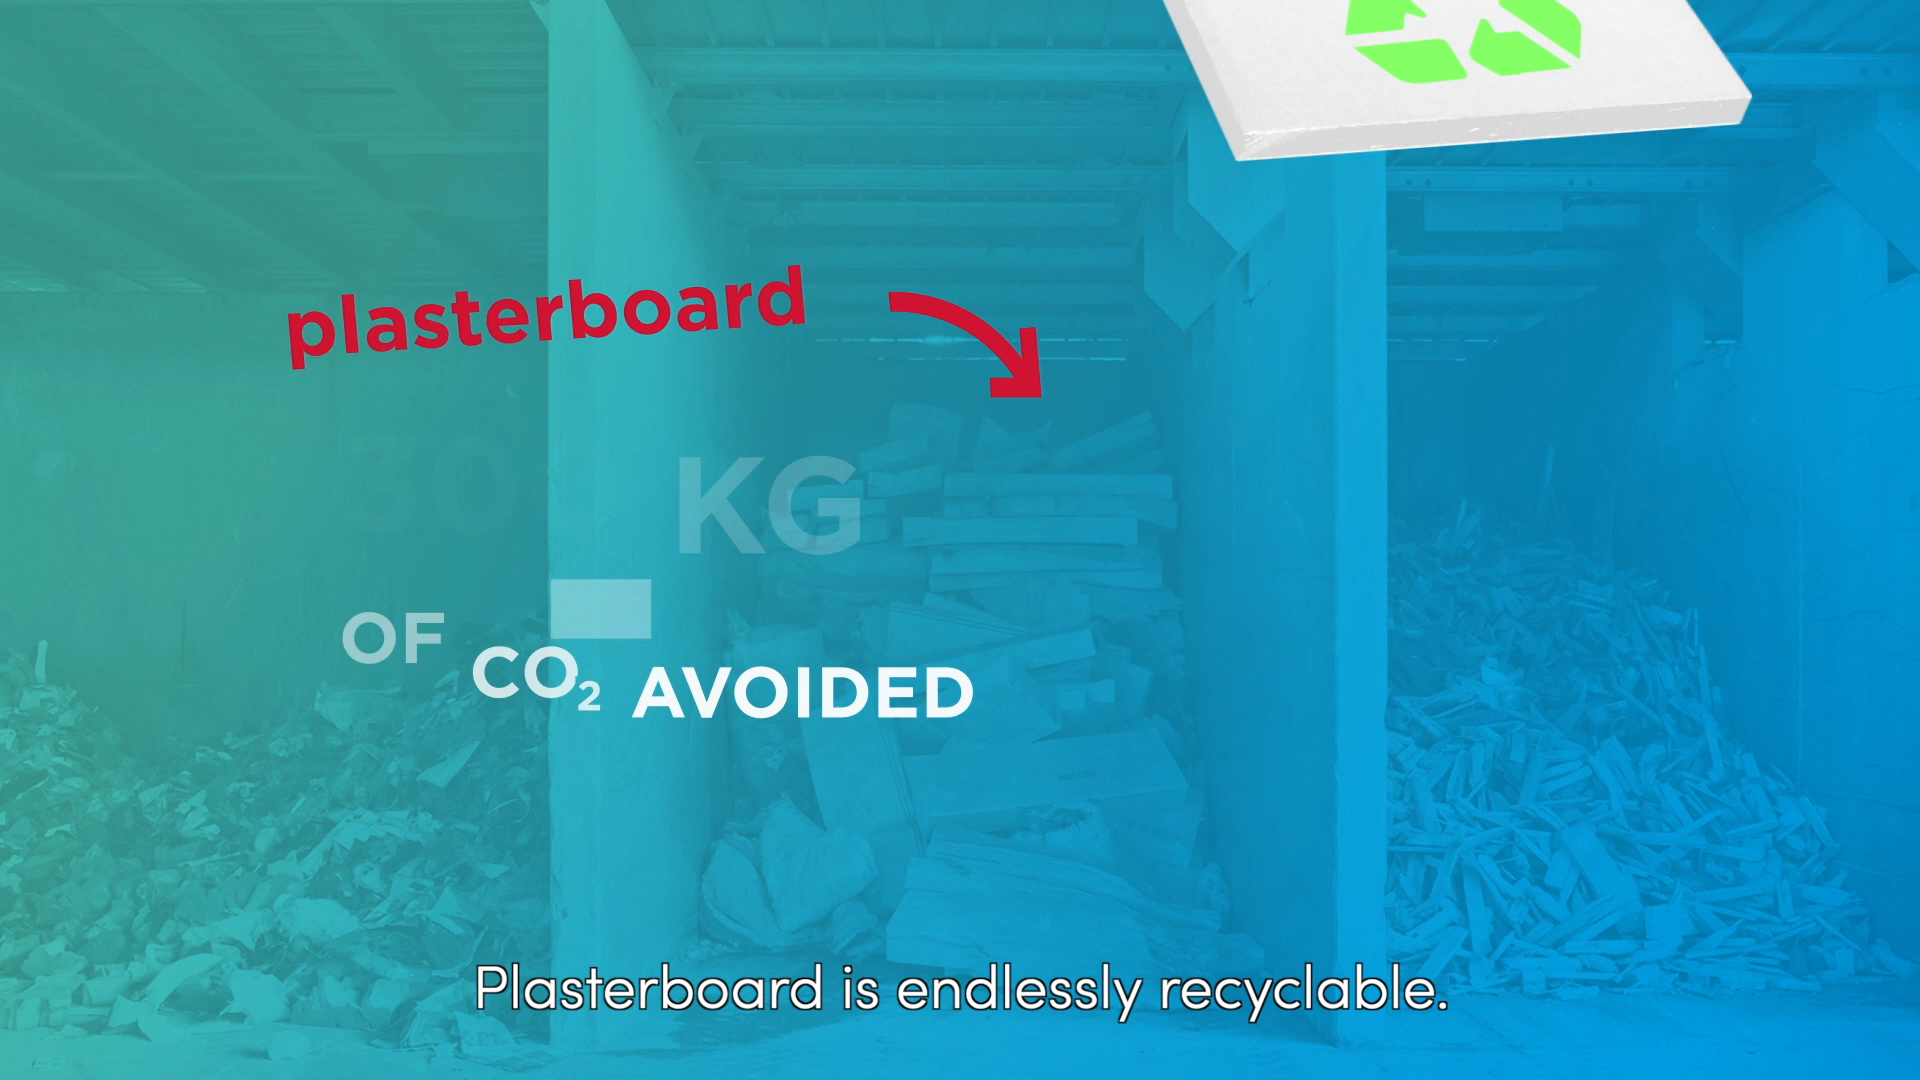 plasterboard
KG
OF CO₂ AVOIDED
Plasterboard is endlessly recyclable.